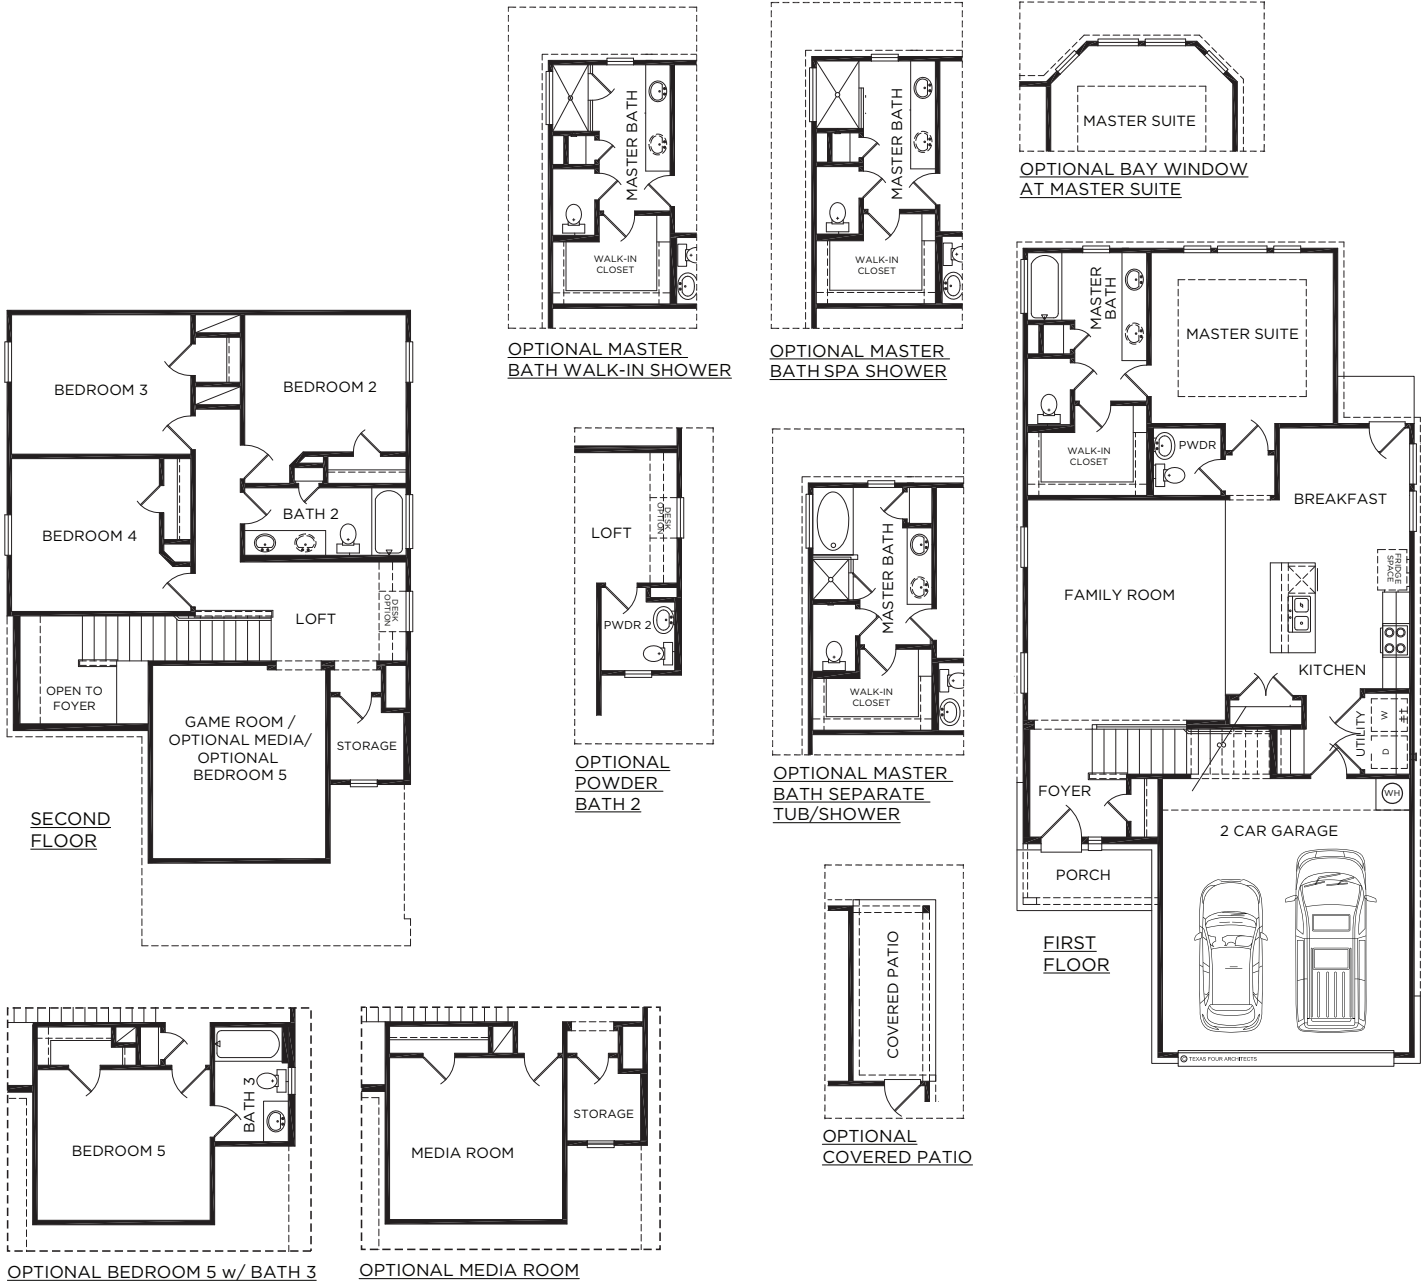 MASTER BATH
WALK-IN
CLOSET
OPTIONAL MASTER
BATH WALK-IN SHOWER
MASTER BATH
WALK-IN
CLOSET
OPTIONAL MASTER
BATH SPA SHOWER
MASTER SUITE
OPTIONAL BAY WINDOW
AT MASTER SUITE
BEDROOM 3
BEDROOM 2
BEDROOM 4
BATH 2
LOFT
DESK
OPTION
OPEN TO
FOYER
GAME ROOM /
OPTIONAL MEDIA/
OPTIONAL
BEDROOM 5
STORAGE
SECOND
FLOOR
LOFT
DESK
OPTION
PWDR 2
OPTIONAL
POWDER
BATH 2
MASTER BATH
WALK-IN
CLOSET
OPTIONAL MASTER
BATH SEPARATE
TUB/SHOWER
MASTER
BATH
MASTER SUITE
WALK-IN
CLOSET
PWDR
BREAKFAST
FRIDGE
SPACE
FAMILY ROOM
KITCHEN
UTILITY
W
D
WH
FOYER
2 CAR GARAGE
PORCH
FIRST
FLOOR
© TEXAS FOUR ARCHITECTS
COVERED PATIO
OPTIONAL
COVERED PATIO
BATH 3
BEDROOM 5
OPTIONAL BEDROOM 5 w/ BATH 3
STORAGE
MEDIA ROOM
OPTIONAL MEDIA ROOM